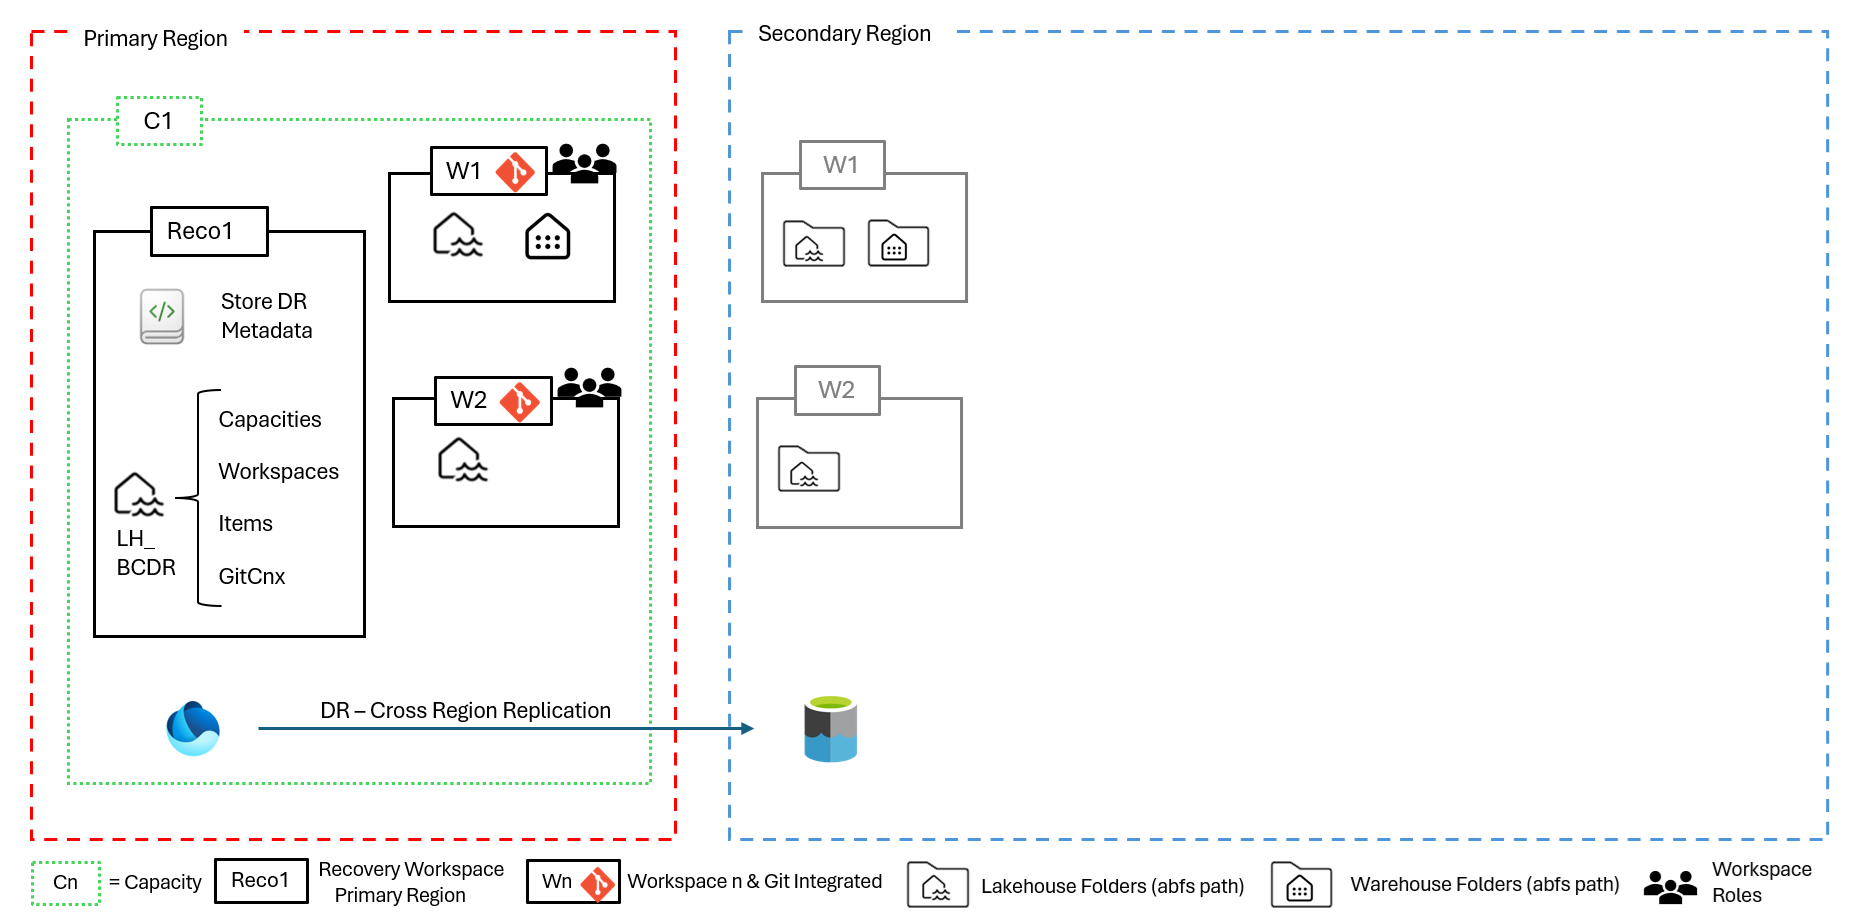 Primary Region
Secondary Region
C1
W1
W1
Reco1
Store DR
Metadata
W2
W2
Capacities
Workspaces
Items
GitCnx
LH_
BCDR
</>
DR – Cross Region Replication
Cn
= Capacity
Reco1
Recovery Workspace
Primary Region
Wn
Workspace n & Git Integrated
Lakehouse Folders (abfs path)
Warehouse Folders (abfs path)
Workspace
Roles